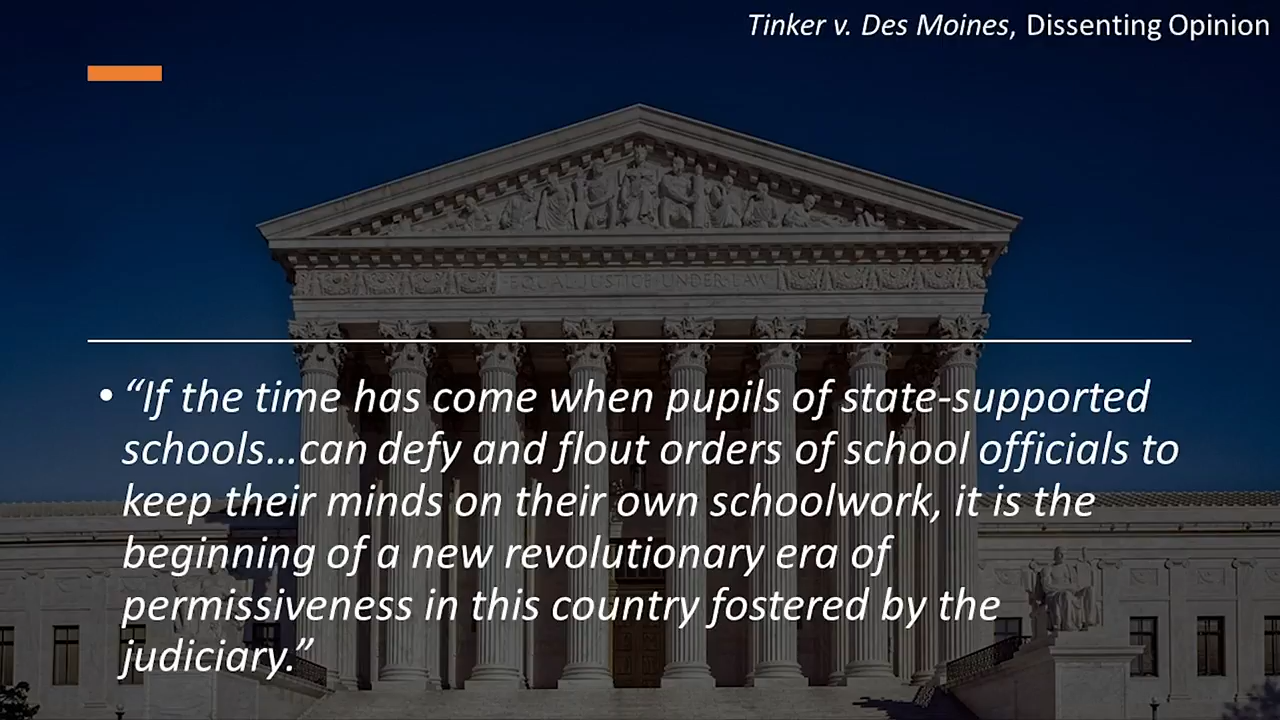 Tinker v. Des Moines, Dissenting Opinion
EQUAL JUSTICE UNDER LAW
• “If the time has come when pupils of state-supported
schools...can defy and flout orders of school officials to
keep their minds on their own schoolwork, it is the
beginning of a new revolutionary era of
permissiveness in this country fostered by the
judiciary.”